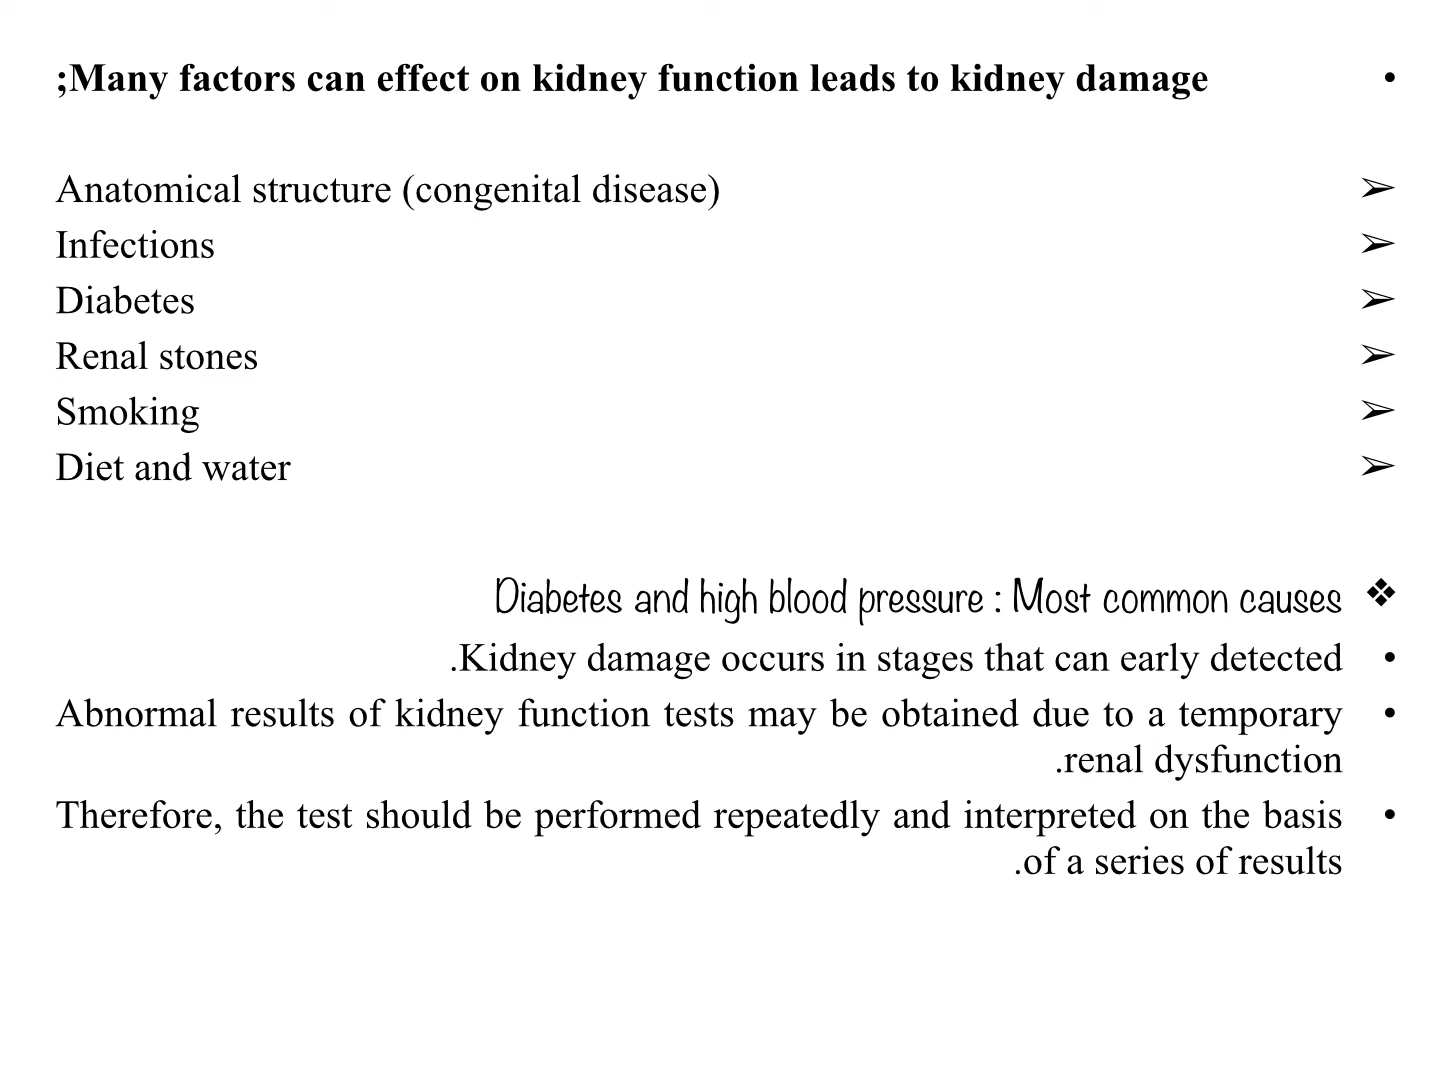 • ;Many factors can effect on kidney function leads to kidney damage
➢ Anatomical structure (congenital disease)
➢ Infections
➢ Diabetes
➢ Renal stones
➢ Smoking
➢ Diet and water
❖ Diabetes and high blood pressure : Most common causes
• .Kidney damage occurs in stages that can early detected
• Abnormal results of kidney function tests may be obtained due to a temporary
.renal dysfunction
• Therefore, the test should be performed repeatedly and interpreted on the basis
.of a series of results